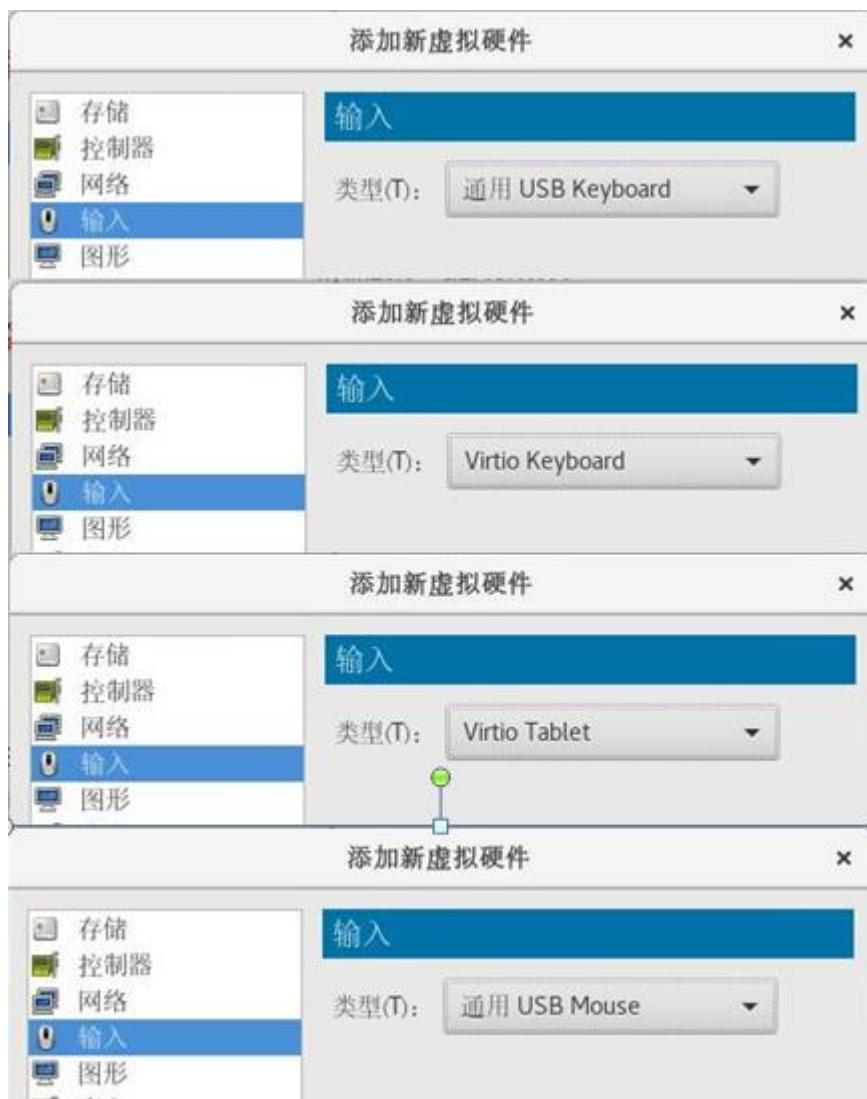 添加新虚拟硬件 ×
存储
控制器
网络
输入
图形
输入
类型(T)： 通用 USB Keyboard
添加新虚拟硬件 ×
存储
控制器
网络
输入
图形
输入
类型(T)： Virtio Keyboard
添加新虚拟硬件 ×
存储
控制器
网络
输入
图形
输入
类型(T)： Virtio Tablet
添加新虚拟硬件 ×
存储
控制器
网络
输入
图形
输入
类型(T)： 通用 USB Mouse